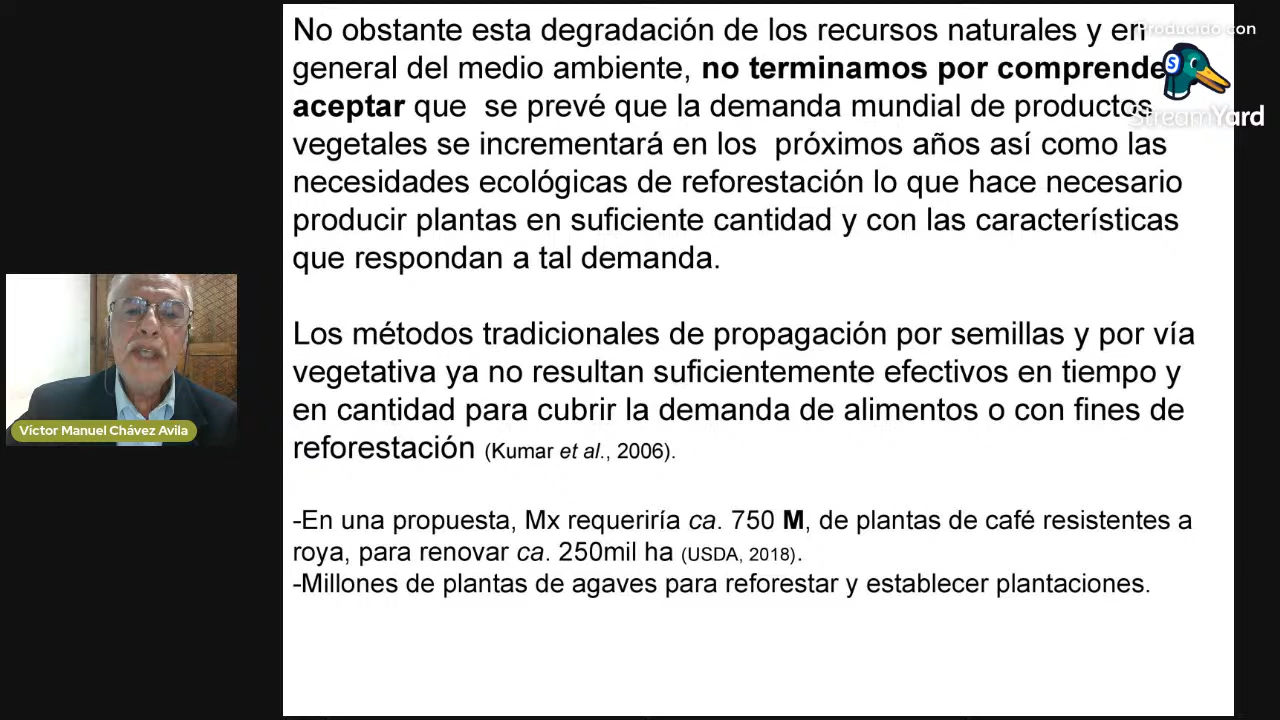 No obstante esta degradación de los recursos naturales y en
general del medio ambiente, no terminamos por comprende
aceptar que se prevé que la demanda mundial de productos
vegetales se incrementará en los próximos años así como las
necesidades ecológicas de reforestación lo que hace necesario
producir plantas en suficiente cantidad y con las características
que respondan a tal demanda.
Los métodos tradicionales de propagación por semillas y por vía
vegetativa ya no resultan suficientemente efectivos en tiempo y
en cantidad para cubrir la demanda de alimentos o con fines de
reforestación (Kumar et al., 2006).
-En una propuesta, Mx requeriría ca. 750 M, de plantas de café resistentes a
roya, para renovar ca. 250mil ha (USDA, 2018).
-Millones de plantas de agaves para reforestar y establecer plantaciones.
Producido con
S
StreamYard
Víctor Manuel Chávez Avila